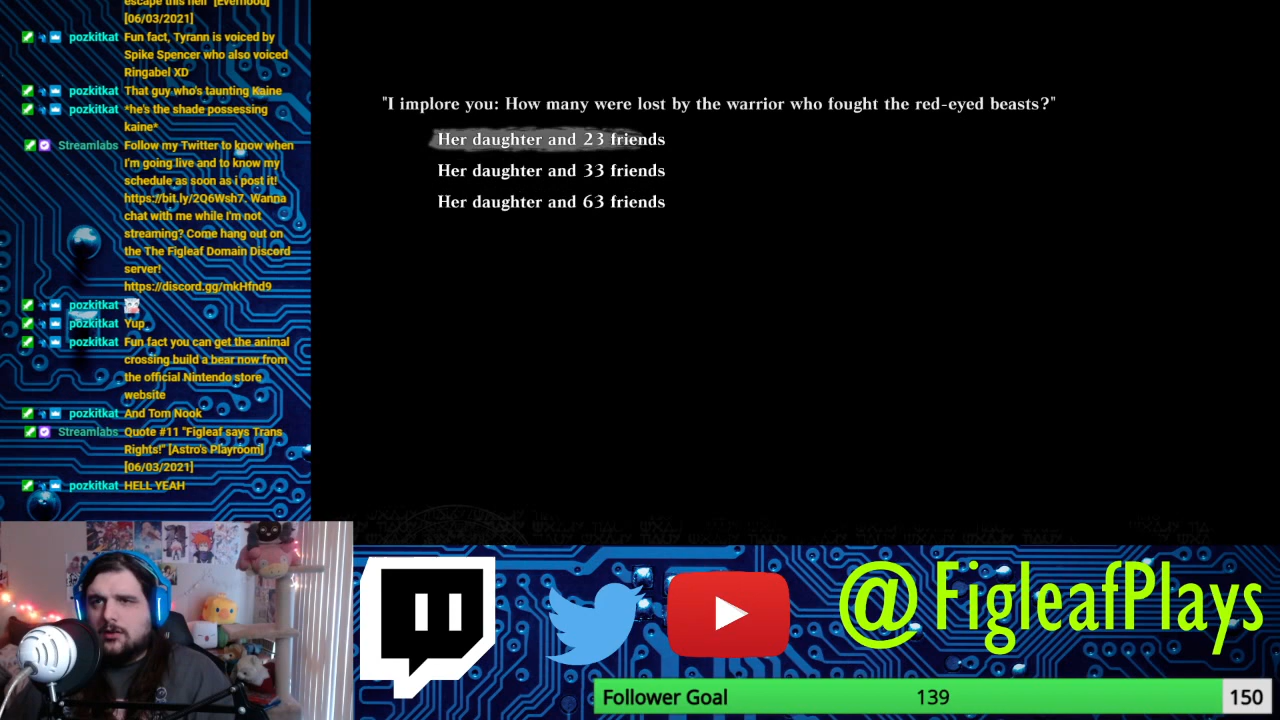 escape this hell" [Everhood]
[06/03/2021]
pozkitkat Fun fact, Tyrann is voiced by
Spike Spencer who also voiced
Ringabel XD
pozkitkat That guy who's taunting Kaine
pozkitkat *he's the shade possessing
kaine*
Streamlabs Follow my Twitter to know when
I'm going live and to know my
schedule as soon as i post it!
https://bit.ly/2Q6Wsh7. Wanna
chat with me while I'm not
streaming? Come hang out on
the The Figleaf Domain Discord
server!
https://discord.gg/mkHfnd9
pozkitkat
pozkitkat Yup
pozkitkat Fun fact you can get the animal
crossing build a bear now from
the official Nintendo store
website
pozkitkat And Tom Nook
Streamlabs Quote #11 "Figleaf says Trans
Rights!" [Astro's Playroom]
[06/03/2021]
pozkitkat HELL YEAH
"I implore you: How many were lost by the warrior who fought the red-eyed beasts?"
Her daughter and 23 friends
Her daughter and 33 friends
Her daughter and 63 friends
@FigleafPlays
Follower Goal 139 150